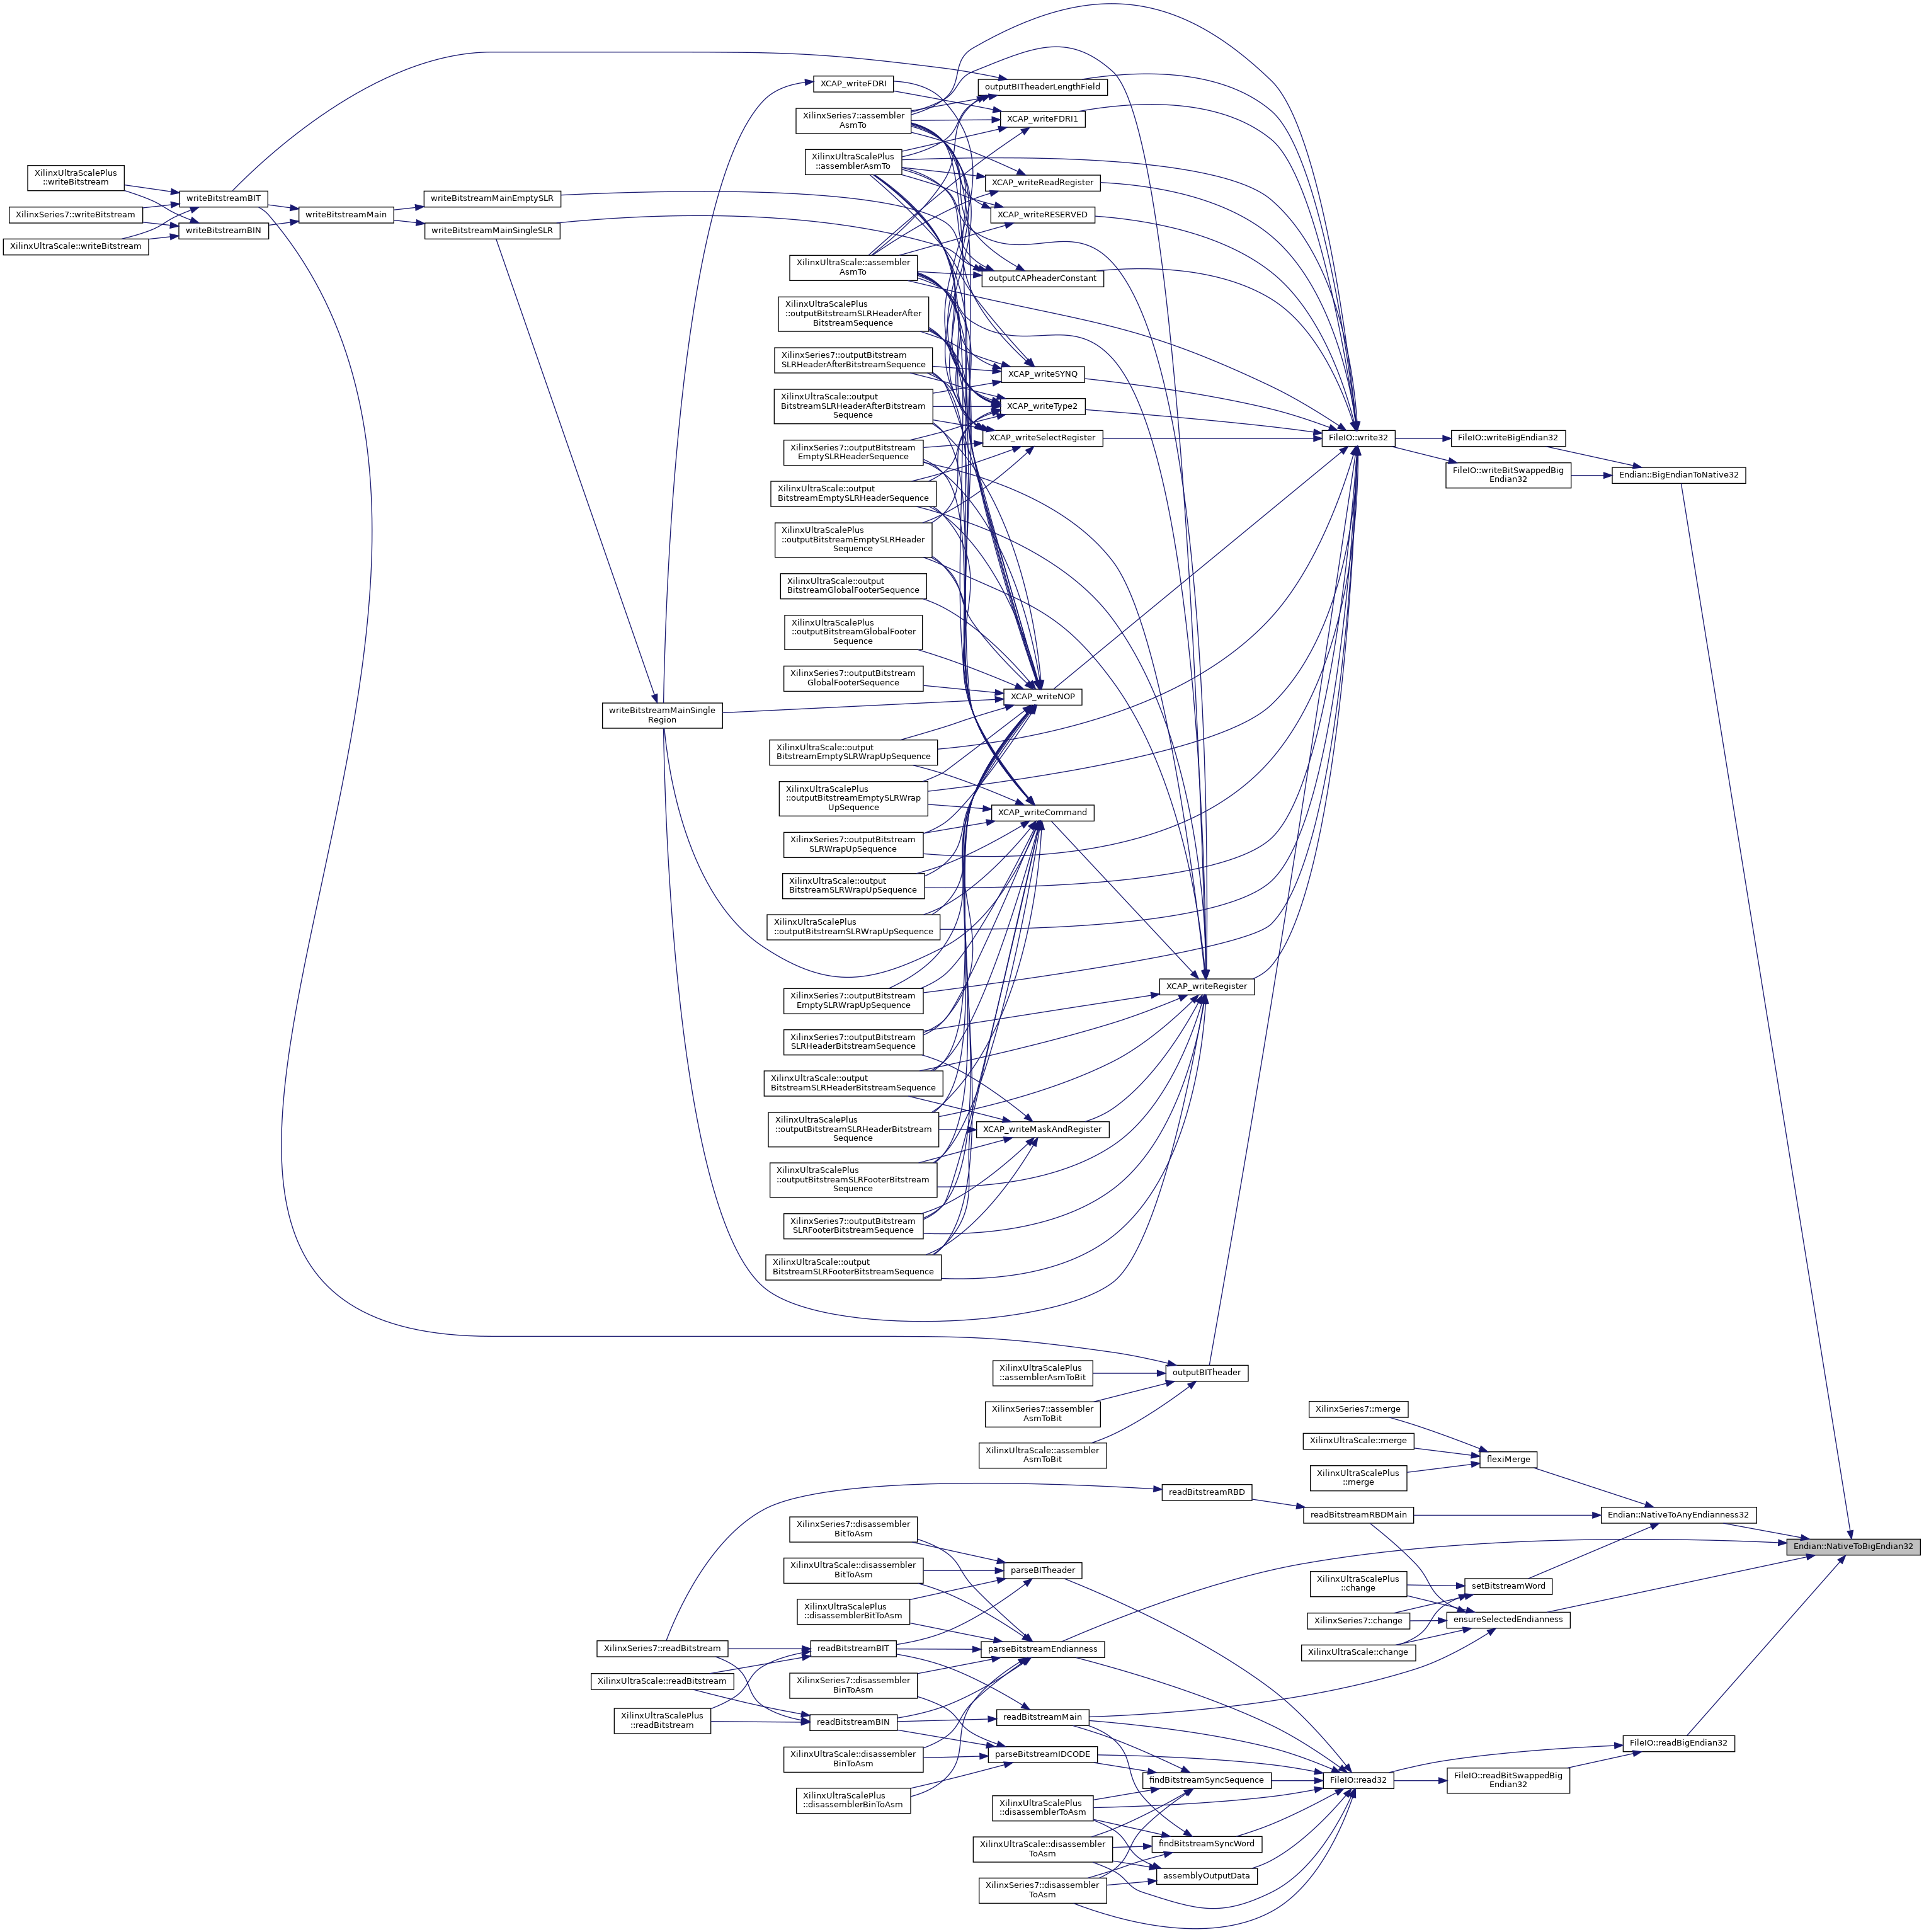 XCAP_writeFDRI
outputBITheaderLengthField
XilinxSeries7::assembler
AsmTo
XCAP_writeFDRI1
XilinxUltraScalePlus
::assemblerAsmTo
XilinxUltraScalePlus
::writeBitstream
XCAP_writeReadRegister
writeBitstreamBIT
writeBitstreamMainEmptySLR
XilinxSeries7::writeBitstream
writeBitstreamMain
XCAP_writeRESERVED
writeBitstreamBIN
writeBitstreamMainSingleSLR
XilinxUltraScale::writeBitstream
XilinxUltraScale::assembler
AsmTo
outputCAPheaderConstant
XilinxUltraScalePlus
::outputBitstreamSLRHeaderAfter
BitstreamSequence
XilinxSeries7::outputBitstream
SLRHeaderAfterBitstreamSequence
XCAP_writeSYNQ
XilinxUltraScale::output
BitstreamSLRHeaderAfterBitstream
Sequence
XCAP_writeType2
XCAP_writeSelectRegister
FileIO::write32
FileIO::writeBigEndian32
XilinxSeries7::outputBitstream
EmptySLRHeaderSequence
FileIO::writeBitSwappedBig
Endian32
Endian::BigEndianToNative32
XilinxUltraScale::output
BitstreamEmptySLRHeaderSequence
XilinxUltraScalePlus
::outputBitstreamEmptySLRHeader
Sequence
XilinxUltraScale::output
BitstreamGlobalFooterSequence
XilinxUltraScalePlus
::outputBitstreamGlobalFooter
Sequence
XilinxSeries7::outputBitstream
GlobalFooterSequence
XCAP_writeNOP
writeBitstreamMainSingle
Region
XilinxUltraScale::output
BitstreamEmptySLRWrapUpSequence
XilinxUltraScalePlus
::outputBitstreamEmptySLRWrap
UpSequence
XCAP_writeCommand
XilinxSeries7::outputBitstream
SLRWrapUpSequence
XilinxUltraScale::output
BitstreamSLRWrapUpSequence
XilinxUltraScalePlus
::outputBitstreamSLRWrapUpSequence
XCAP_writeRegister
XilinxSeries7::outputBitstream
EmptySLRWrapUpSequence
XilinxSeries7::outputBitstream
SLRHeaderBitstreamSequence
XilinxUltraScale::output
BitstreamSLRHeaderBitstreamSequence
XilinxUltraScalePlus
::outputBitstreamSLRHeaderBitstream
Sequence
XCAP_writeMaskAndRegister
XilinxUltraScalePlus
::outputBitstreamSLRFooterBitstream
Sequence
XilinxSeries7::outputBitstream
SLRFooterBitstreamSequence
XilinxUltraScale::output
BitstreamSLRFooterBitstreamSequence
XilinxUltraScalePlus
::assemblerAsmToBit
outputBITheader
XilinxSeries7::assembler
AsmToBit
XilinxSeries7::merge
XilinxUltraScale::assembler
AsmToBit
XilinxUltraScale::merge
flexiMerge
XilinxUltraScalePlus
::merge
readBitstreamRBD
readBitstreamRBDMain
Endian::NativeToAnyEndianness32
XilinxSeries7::disassembler
BitToAsm
Endian::NativeToBigEndian32
XilinxUltraScale::disassembler
BitToAsm
parseBITheader
XilinxUltraScalePlus
::change
setBitstreamWord
XilinxUltraScalePlus
::disassemblerBitToAsm
XilinxSeries7::change
ensureSelectedEndianness
XilinxSeries7::readBitstream
readBitstreamBIT
parseBitstreamEndianness
XilinxUltraScale::change
XilinxUltraScale::readBitstream
XilinxSeries7::disassembler
BinToAsm
XilinxUltraScalePlus
::readBitstream
readBitstreamBIN
readBitstreamMain
FileIO::readBigEndian32
XilinxUltraScale::disassembler
BinToAsm
parseBitstreamIDCODE
findBitstreamSyncSequence
FileIO::read32
FileIO::readBitSwappedBig
Endian32
XilinxUltraScalePlus
::disassemblerBinToAsm
XilinxUltraScalePlus
::disassemblerToAsm
XilinxUltraScale::disassembler
ToAsm
findBitstreamSyncWord
assemblyOutputData
XilinxSeries7::disassembler
ToAsm